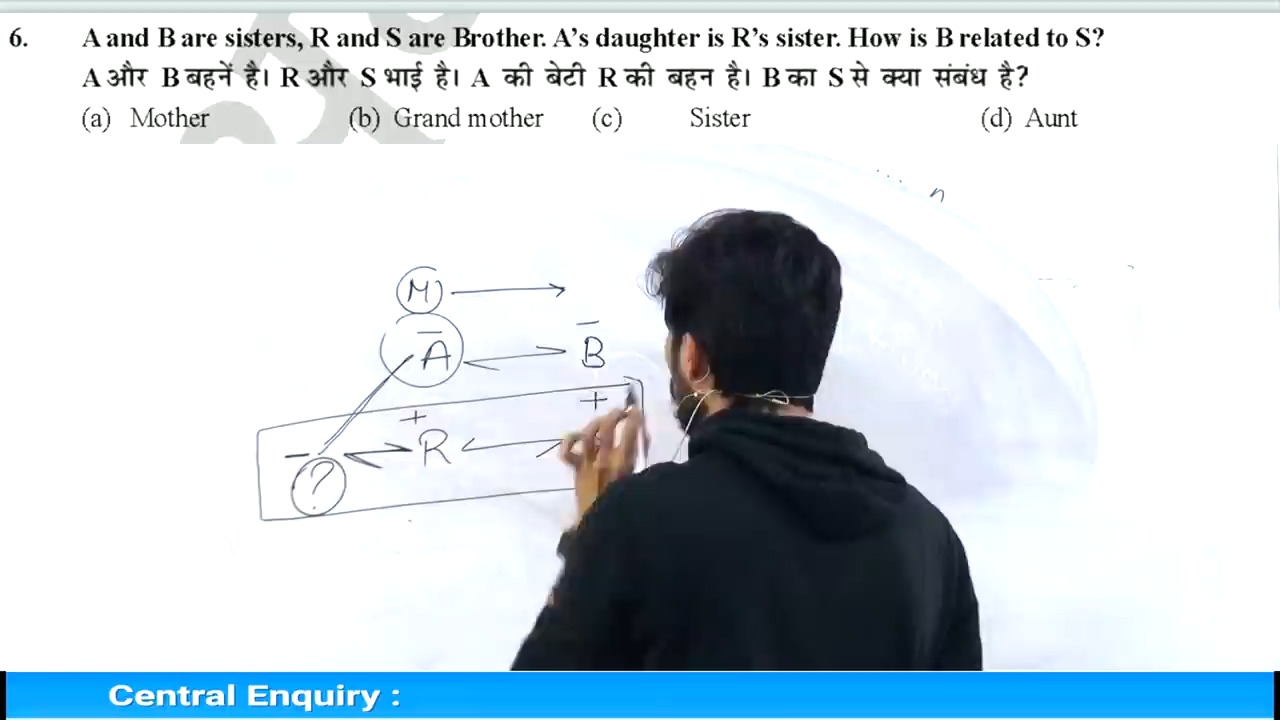 6. A and B are sisters, R and S are Brother. A's daughter is R's sister. How is B related to S?
A और B बहनें है। R और S भाई है। A की बेटी R की बहन है। B का S से क्या संबंध है?
(a) Mother (b) Grand mother (c) Sister (d) Aunt
M
A B
+ +
R
?
Central Enquiry :